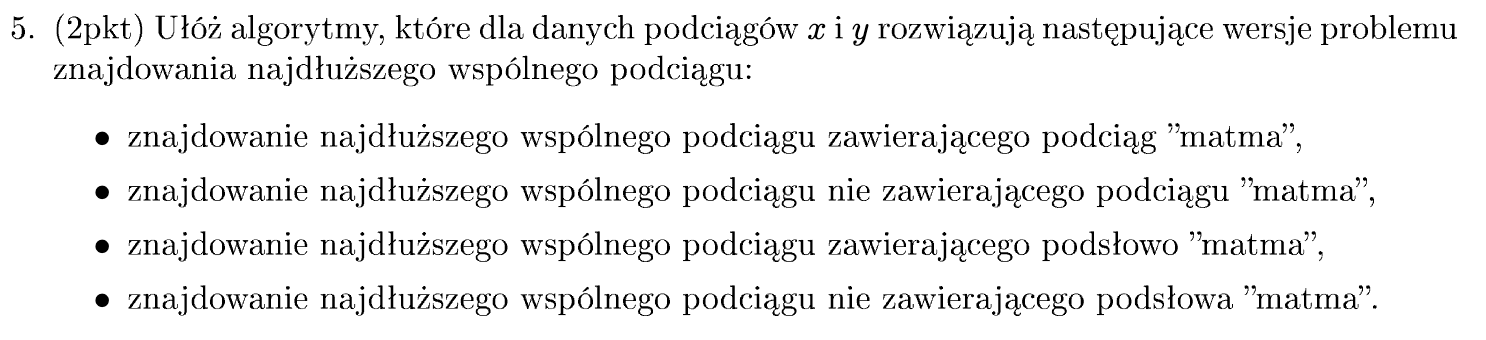 5. (2pkt) Ułóż algorytmy, które dla danych podciągów x i y rozwiązują następujące wersje problemu
znajdowania najdłuższego wspólnego podciągu:
• znajdowanie najdłuższego wspólnego podciągu zawierającego podciąg ”matma”,
• znajdowanie najdłuższego wspólnego podciągu nie zawierającego podciągu ”matma”,
• znajdowanie najdłuższego wspólnego podciągu zawierającego podsłowo ”matma”,
• znajdowanie najdłuższego wspólnego podciągu nie zawierającego podsłowa ”matma”.